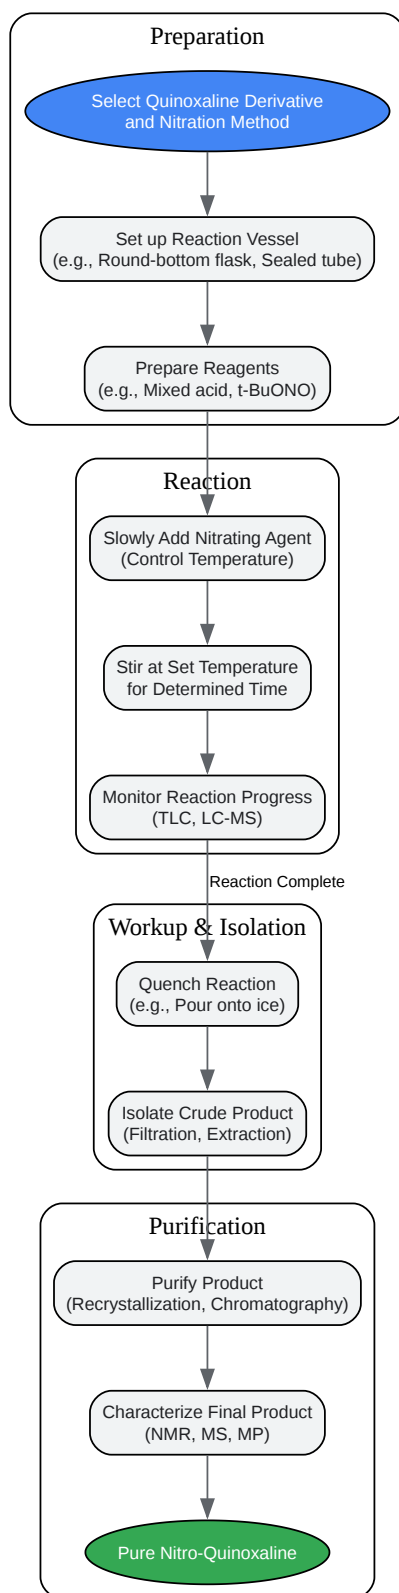 Preparation
Select Quinoxaline Derivative
and Nitration Method
Set up Reaction Vessel
(e.g., Round-bottom flask, Sealed tube)
Prepare Reagents
(e.g., Mixed acid, t-BuONO)
Reaction
Slowly Add Nitrating Agent
(Control Temperature)
Stir at Set Temperature
for Determined Time
Monitor Reaction Progress
(TLC, LC-MS)
Reaction Complete
Workup & Isolation
Quench Reaction
(e.g., Pour onto ice)
Isolate Crude Product
(Filtration, Extraction)
Purification
Purify Product
(Recrystallization, Chromatography)
Characterize Final Product
(NMR, MS, MP)
Pure Nitro-Quinoxaline